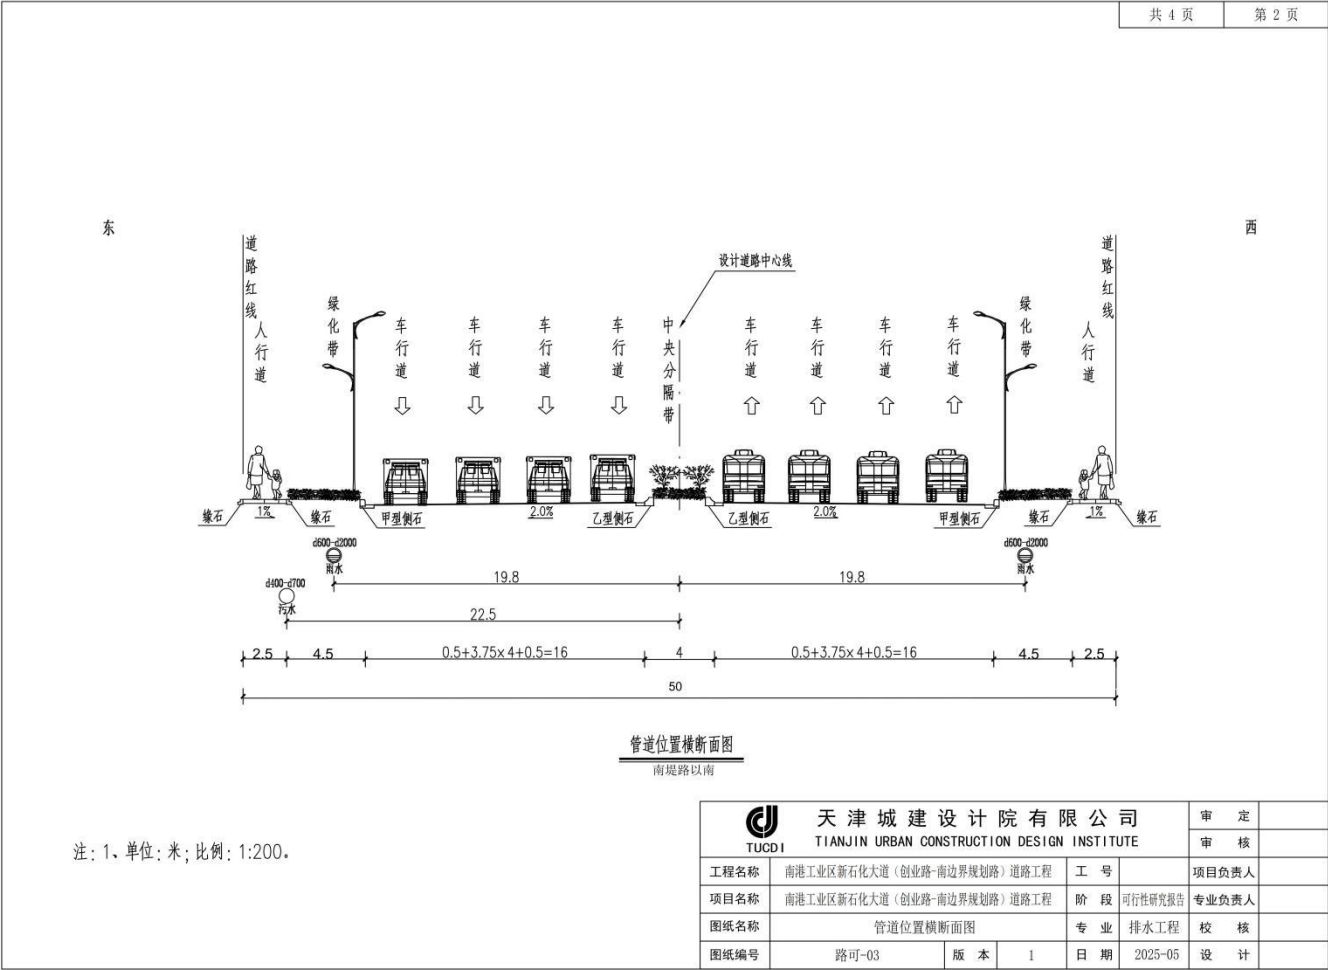 共 4 页
第 2 页
东
西
道路红线
人行道
绿化带
车行道
车行道
车行道
车行道
中央分隔带
设计道路中心线
车行道
车行道
车行道
车行道
绿化带
人行道
道路红线
缘石
1%
缘石
甲型侧石
2.0%
乙型侧石
乙型侧石
2.0%
甲型侧石
缘石
1%
缘石
d600-d2000
雨水
d600-d2000
雨水
d400-d700
污水
19.8
19.8
22.5
2.5
4.5
0.5+3.75x4+0.5=16
4
0.5+3.75x4+0.5=16
4.5
2.5
50
管道位置横断面图
南堤路以南
注: 1、单位: 米; 比例: 1:200。
TUCDI
天津城建设计院有限公司
TIANJIN URBAN CONSTRUCTION DESIGN INSTITUTE
审 定
审 核
工程名称
南港工业区新石化大道（创业路-南边界规划路）道路工程
工 号
项目负责人
项目名称
南港工业区新石化大道（创业路-南边界规划路）道路工程
阶 段
可行性研究报告
专业负责人
图纸名称
管道位置横断面图
专 业
排水工程
校 核
图纸编号
路可-03
版 本
1
日 期
2025-05
设 计